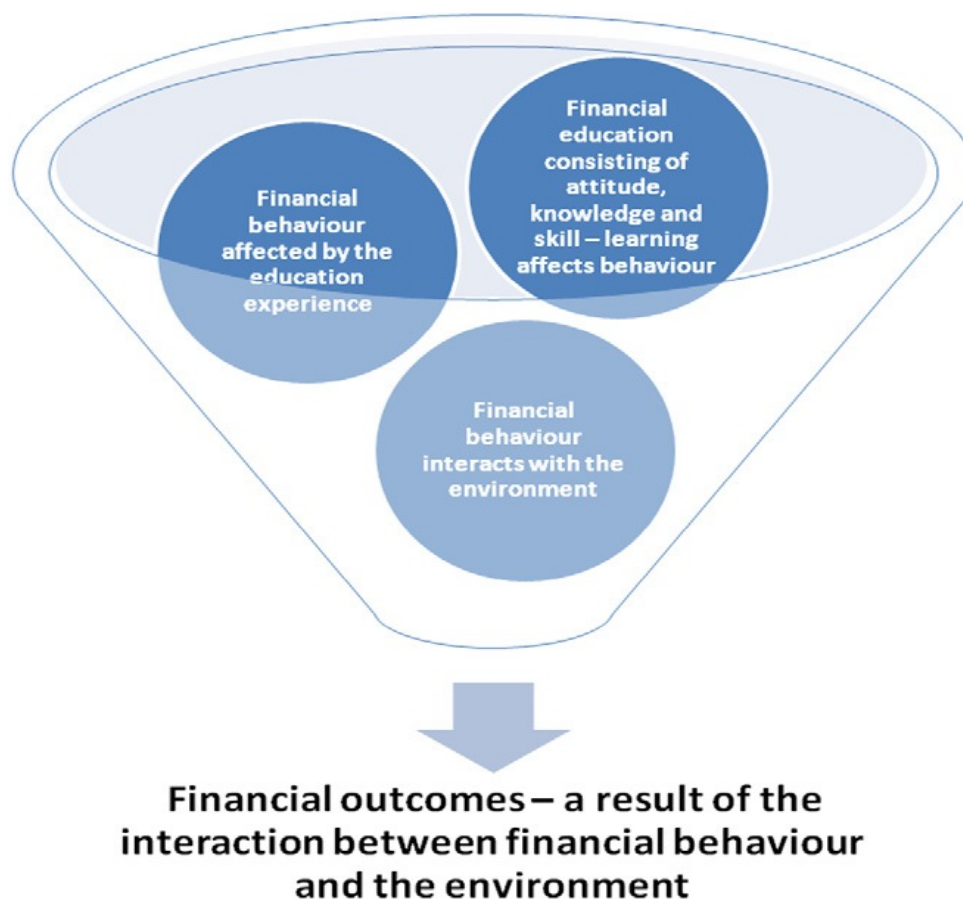 Financial
education
consisting of
attitude,
knowledge and
skill – learning
affects behaviour
Financial
behaviour
affected by the
education
experience
Financial
behaviour
interacts with the
environment
Financial outcomes – a result of the
interaction between financial behaviour
and the environment